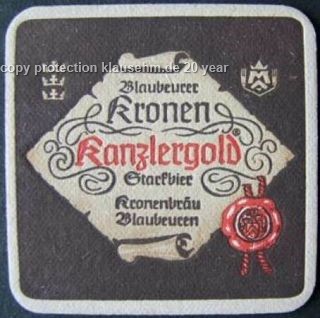 copy protection klausehm.de 20 year
Blaubeurer
Kronen
Kanzlergold
Starkbier
Kronenbräu
Blaubeuren